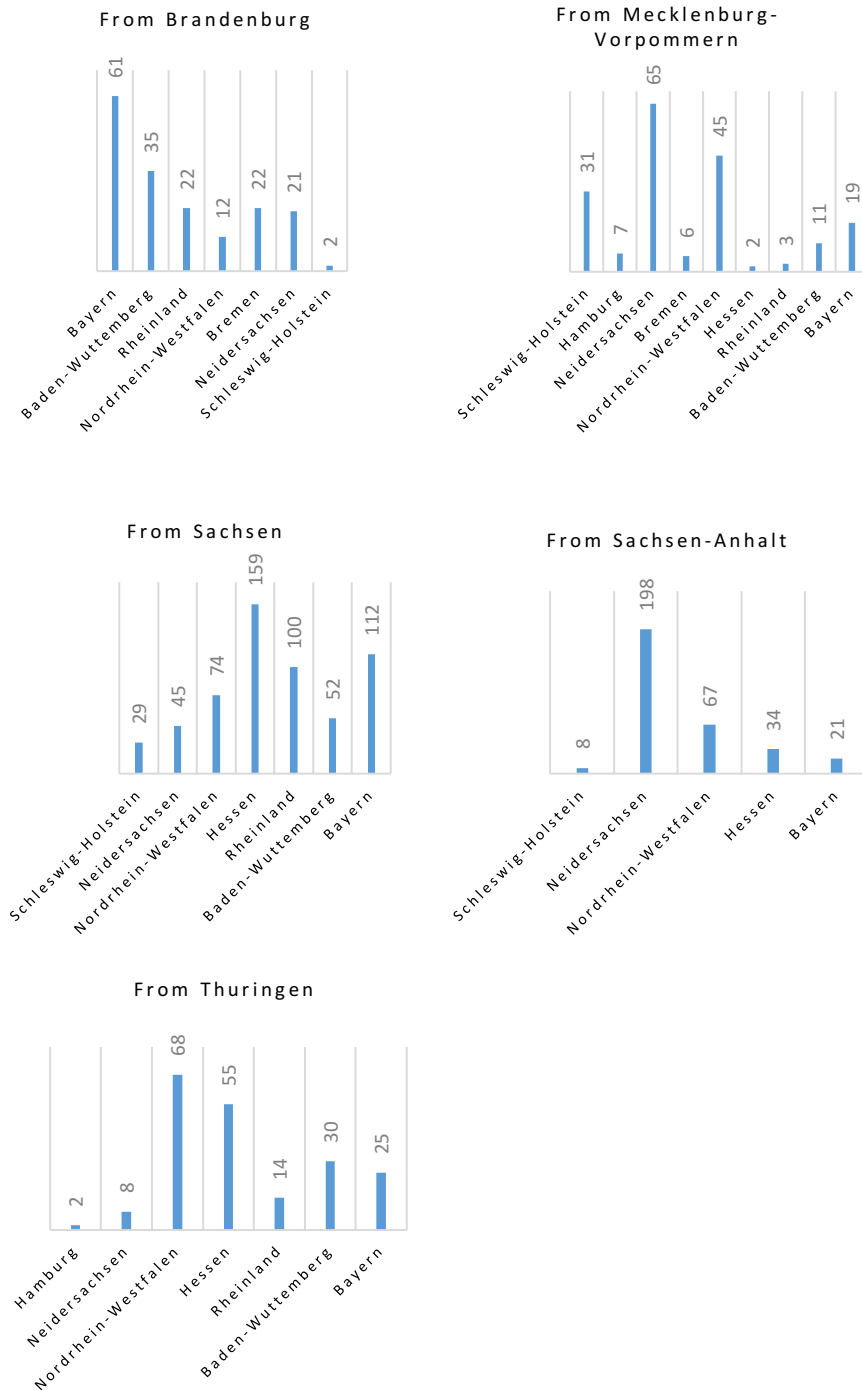 From Brandenburg
61
35
22
12
22
21
2
Bayern
Baden-Wuttemberg
Rheinland
Nordrhein-Westfalen
Bremen
Neidersachsen
Schleswig-Holstein
From Mecklenburg-
Vorpommern
31
7
65
6
45
2
3
11
19
Schleswig-Holstein
Hamburg
Neidersachsen
Bremen
Nordrhein-Westfalen
Hessen
Rheinland
Baden-Wuttemberg
Bayern
From Sachsen
29
45
74
159
100
52
112
Schleswig-Holstein
Neidersachsen
Nordrhein-Westfalen
Hessen
Rheinland
Baden-Wuttemberg
Bayern
From Sachsen-Anhalt
8
198
67
34
21
Schleswig-Holstein
Neidersachsen
Nordrhein-Westfalen
Hessen
Bayern
From Thuringen
2
8
68
55
14
30
25
Hamburg
Neidersachsen
Nordrhein-Westfalen
Hessen
Rheinland
Baden-Wuttemberg
Bayern